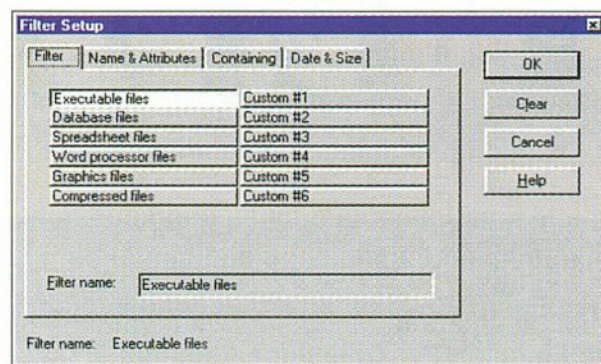 Filter Setup
Filter Name & Attributes Containing Date & Size
Executable files Custom #1
Database files Custom #2
Spreadsheet files Custom #3
Word processor files Custom #4
Graphics files Custom #5
Compressed files Custom #6
Filter name: Executable files
OK
Clear
Cancel
Help
Filter name: Executable files